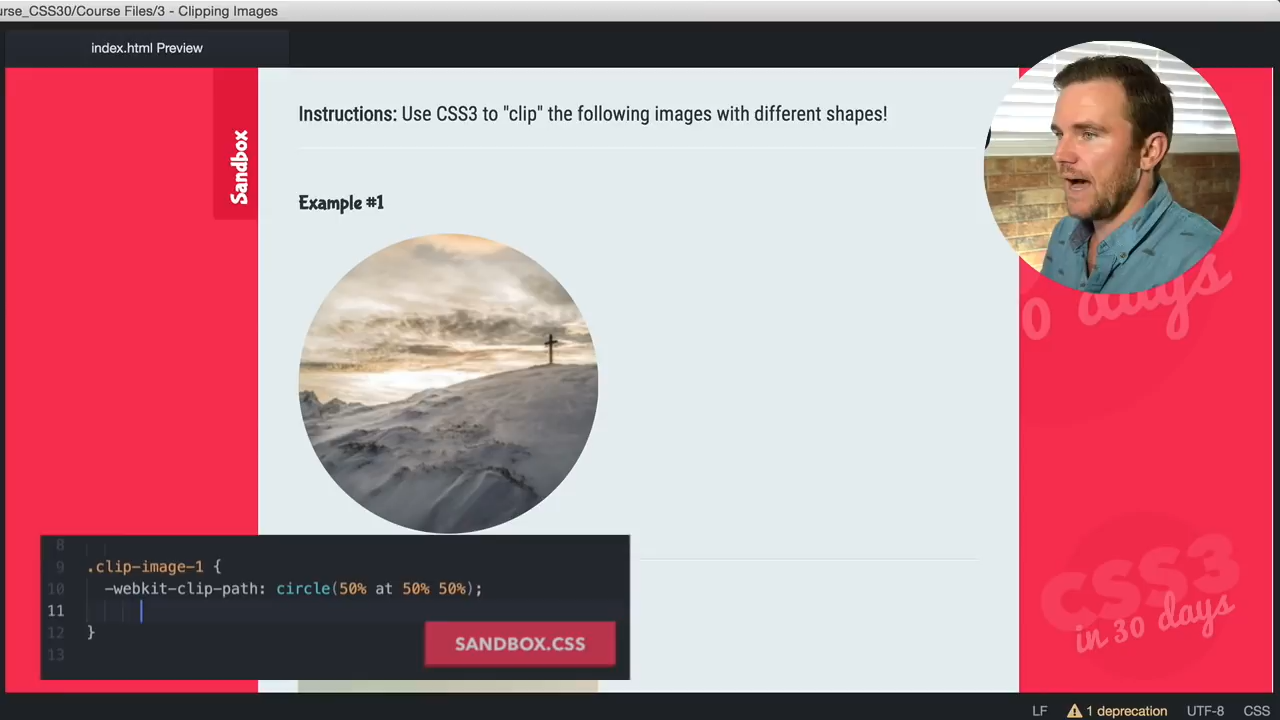 urse_CSS30/Course Files/3 - Clipping Images
index.html Preview
Sandbox
Instructions: Use CSS3 to "clip" the following images with different shapes!
Example #1
0 days
8
9 .clip-image-1 {
10 -webkit-clip-path: circle(50% at 50% 50%);
11
12 }
13
SANDBOX.CSS
CSS3
in 30 days
LF 1 deprecation UTF-8 CSS